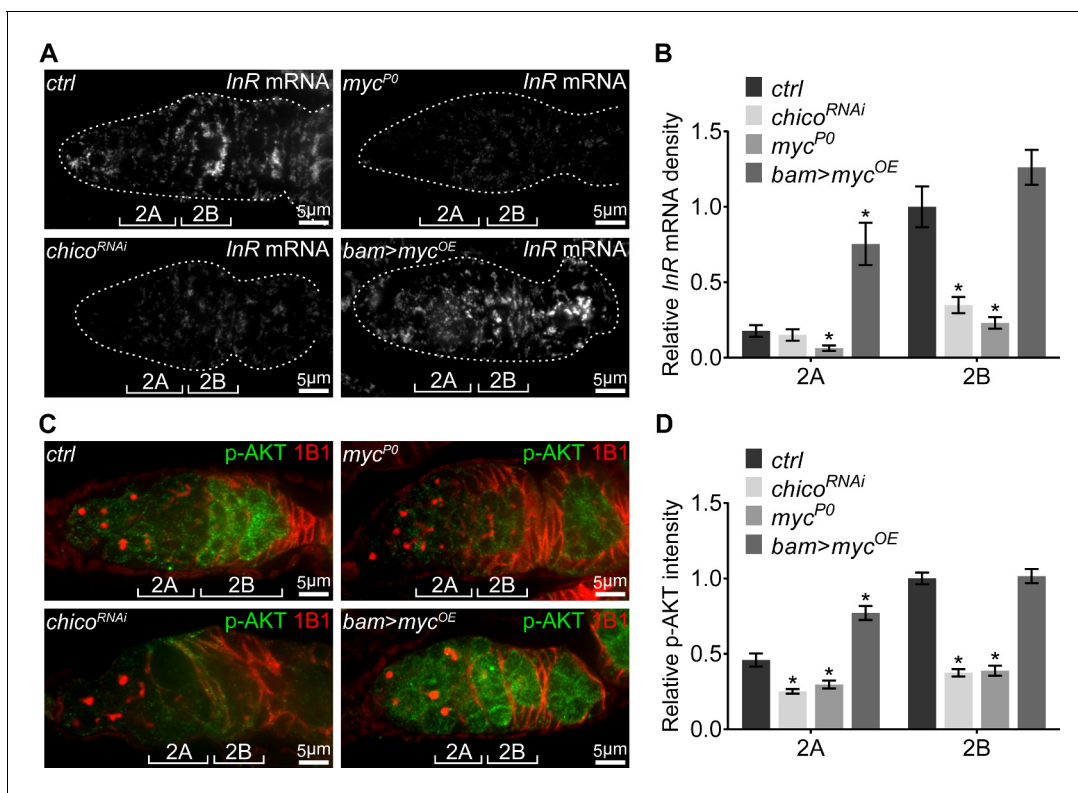 A
ctrl
InR mRNA
mycP0
InR mRNA
2A
2B
5µm
2A
2B
5µm
chicoRNAi
InR mRNA
bam>mycOE
InR mRNA
2A
2B
5µm
2A
2B
5µm
B
ctrl
chicoRNAi
mycP0
bam>mycOE
Relative InR mRNA density
1.5
1.0
0.5
0.0
*
*
*
*
2A
2B
C
ctrl
p-AKT 1B1
mycP0
p-AKT 1B1
2A
2B
5µm
2A
2B
5µm
chicoRNAi
p-AKT 1B1
bam>mycOE
p-AKT 1B1
2A
2B
5µm
2A
2B
5µm
D
ctrl
chicoRNAi
mycP0
bam>mycOE
Relative p-AKT intensity
1.5
1.0
0.5
0.0
*
*
*
*
*
2A
2B